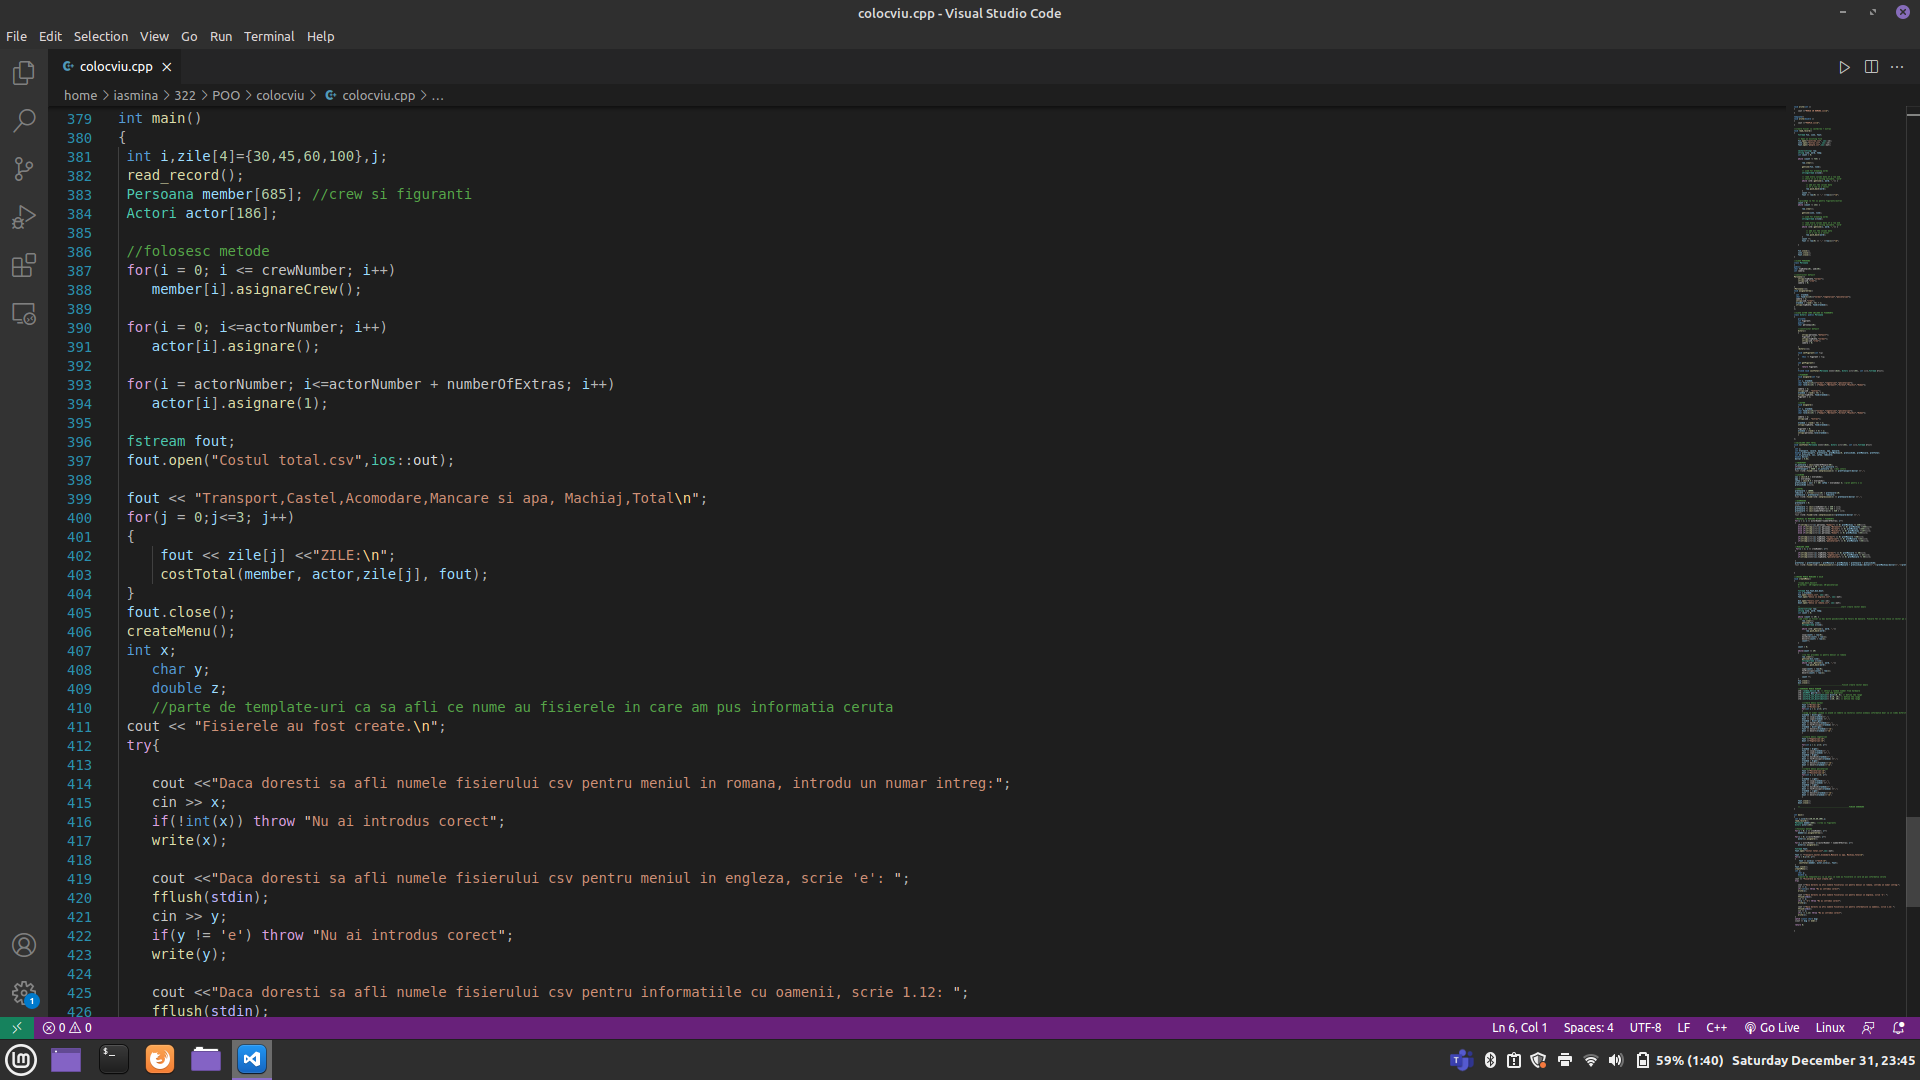 colocviu.cpp - Visual Studio Code
File Edit Selection View Go Run Terminal Help
colocviu.cpp
home > iasmina > 322 > POO > colocviu > colocviu.cpp > ...
379 int main()
380 {
381 int i,zile[4]={30,45,60,100},j;
382 read_record();
383 Persoana member[685]; //crew si figuranti
384 Actori actor[186];
385
386 //folosesc metode
387 for(i = 0; i <= crewNumber; i++)
388 member[i].asignareCrew();
389
390 for(i = 0; i<=actorNumber; i++)
391 actor[i].asignare();
392
393 for(i = actorNumber; i<=actorNumber + numberOfExtras; i++)
394 actor[i].asignare(1);
395
396 fstream fout;
397 fout.open("Costul total.csv",ios::out);
398
399 fout << "Transport,Castel,Acomodare,Mancare si apa, Machiaj,Total\n";
400 for(j = 0;j<=3; j++)
401 {
402 fout << zile[j] <<"ZILE:\n";
403 costTotal(member, actor,zile[j], fout);
404 }
405 fout.close();
406 createMenu();
407 int x;
408 char y;
409 double z;
410 //parte de template-uri ca sa afli ce nume au fisierele in care am pus informatia ceruta
411 cout << "Fisierele au fost create.\n";
412 try{
413
414 cout <<"Daca doresti sa afli numele fisierului csv pentru meniul in romana, introdu un numar intreg:";
415 cin >> x;
416 if(!int(x)) throw "Nu ai introdus corect";
417 write(x);
418
419 cout <<"Daca doresti sa afli numele fisierului csv pentru meniul in engleza, scrie 'e': ";
420 fflush(stdin);
421 cin >> y;
422 if(y != 'e') throw "Nu ai introdus corect";
423 write(y);
424
425 cout <<"Daca doresti sa afli numele fisierului csv pentru informatiile cu oamenii, scrie 1.12: ";
426 fflush(stdin);
1
0 0 Ln 6, Col 1 Spaces: 4 UTF-8 LF C++ Go Live Linux
59% (1:40) Saturday December 31, 23:45